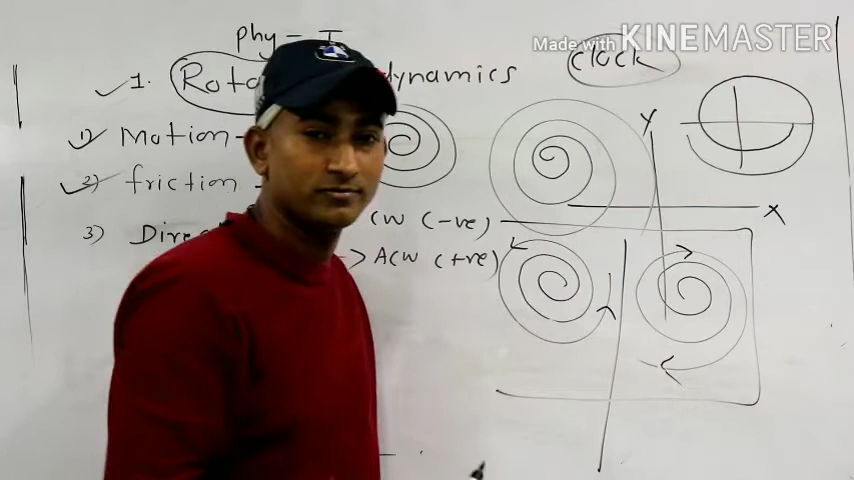 phy - I
Made with KINEMASTER
clock
1. Rota dynamics
1) Motion -
2) friction -
3) Dire
CW (-ve)
-> ACW (+ve)
Y
X